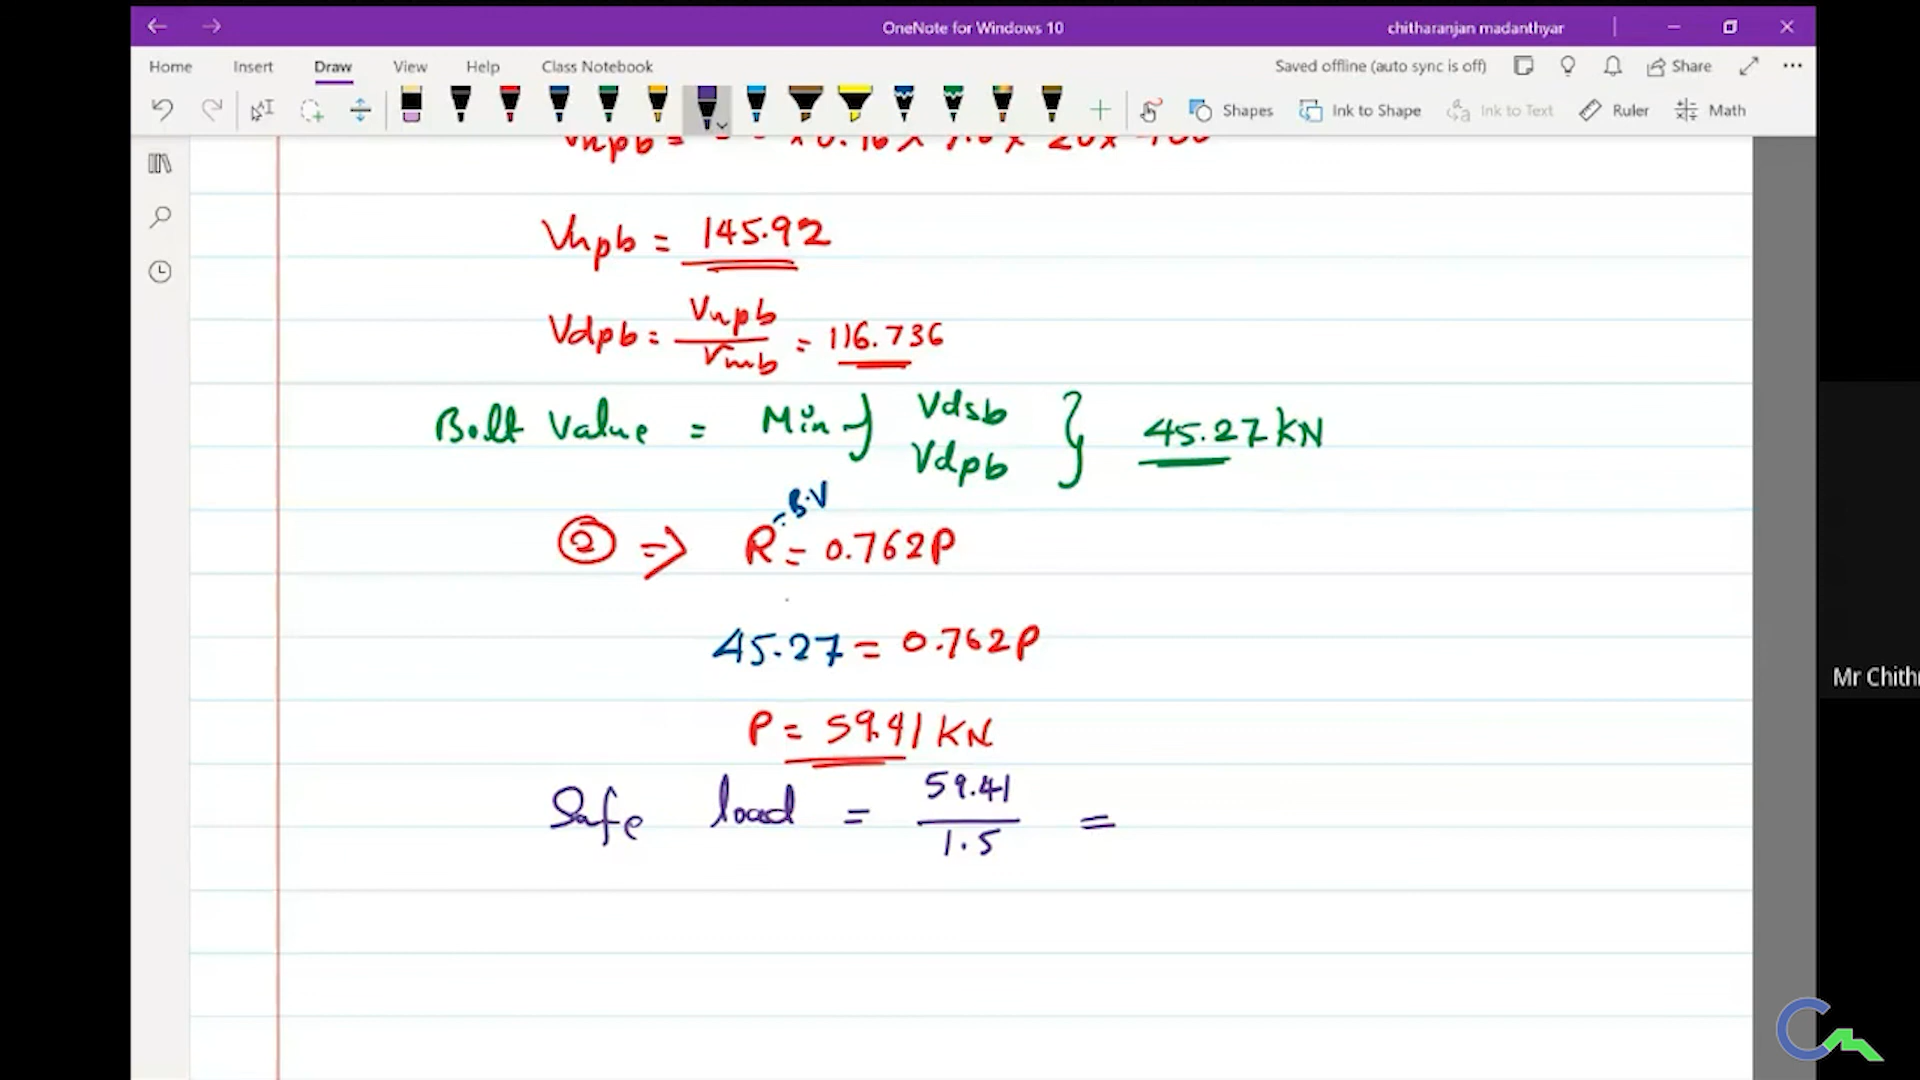 OneNote for Windows 10
chitharanjan madanthyar
Home Insert Draw View Help Class Notebook
Saved offline (auto sync is off) Share
Shapes Ink to Shape Ink to Text Ruler Math
Vnpb = 145.92
Vdpb = Vnpb / γmb = 116.736
Bolt Value = Min { Vdsb Vdpb } 45.27 kN
= B.V
② => R = 0.762P
45.27 = 0.762P
P = 59.41 KN
Safe load = 59.41 / 1.5 =
Mr Chith